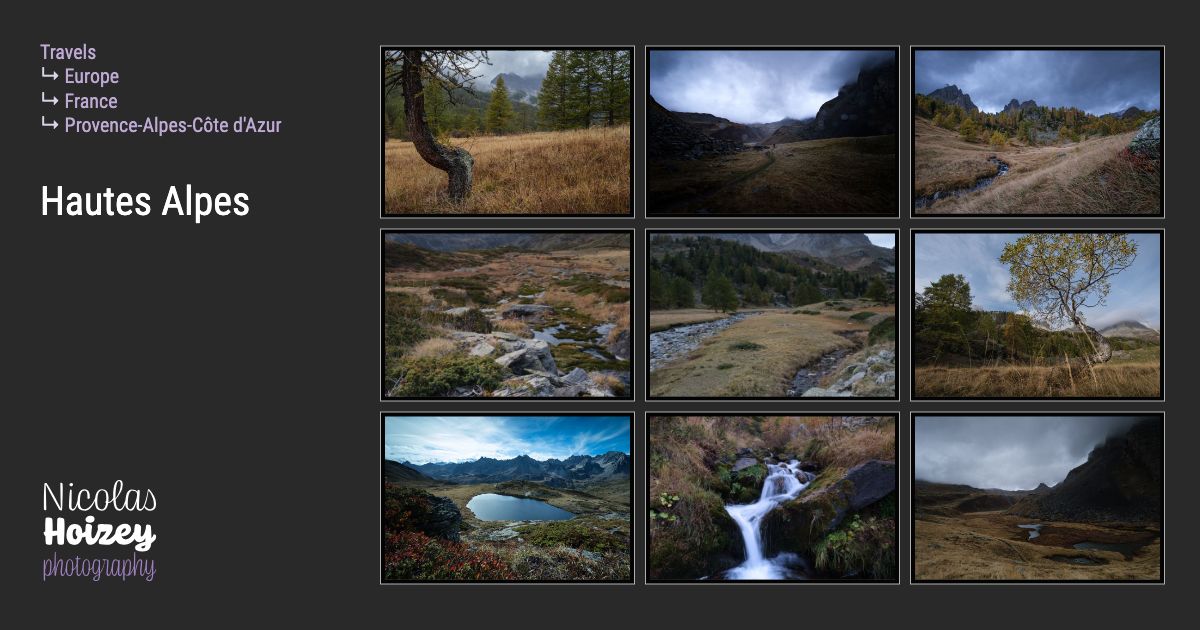 Travels
↳ Europe
↳ France
↳ Provence-Alpes-Côte d'Azur
Hautes Alpes
Nicolas
Hoizey
photography